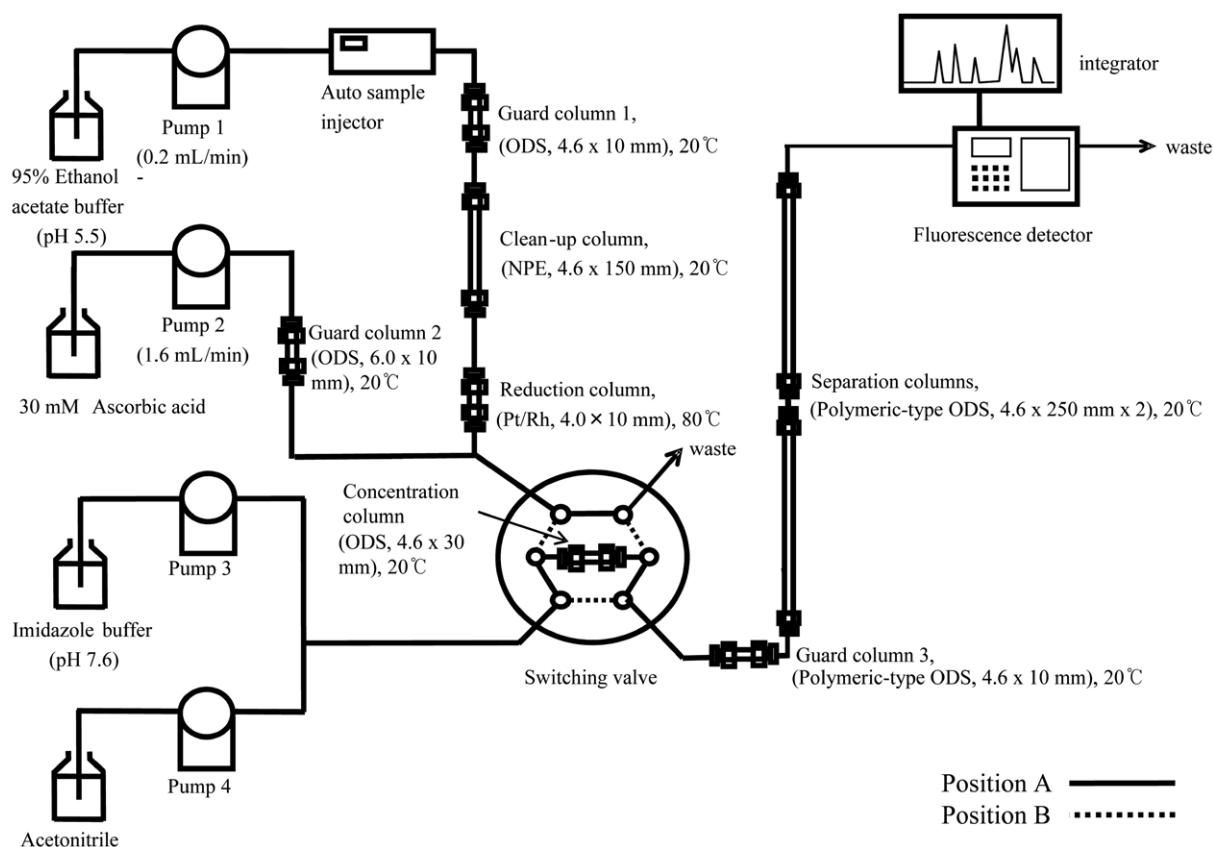 Pump 1
(0.2 mL/min)
95% Ethanol -
acetate buffer
(pH 5.5)
Auto sample
injector
Guard column 1,
(ODS, 4.6 x 10 mm), 20℃
Clean-up column,
(NPE, 4.6 x 150 mm), 20℃
Reduction column,
(Pt/Rh, 4.0 × 10 mm), 80℃
Pump 2
(1.6 mL/min)
30 mM Ascorbic acid
Guard column 2
(ODS, 6.0 x 10
mm), 20℃
integrator
waste
Fluorescence detector
Separation columns,
(Polymeric-type ODS, 4.6 x 250 mm x 2), 20℃
waste
Concentration
column
(ODS, 4.6 x 30
mm), 20℃
Pump 3
Imidazole buffer
(pH 7.6)
Switching valve
Guard column 3,
(Polymeric-type ODS, 4.6 x 10 mm), 20℃
Pump 4
Acetonitrile
Position A
Position B